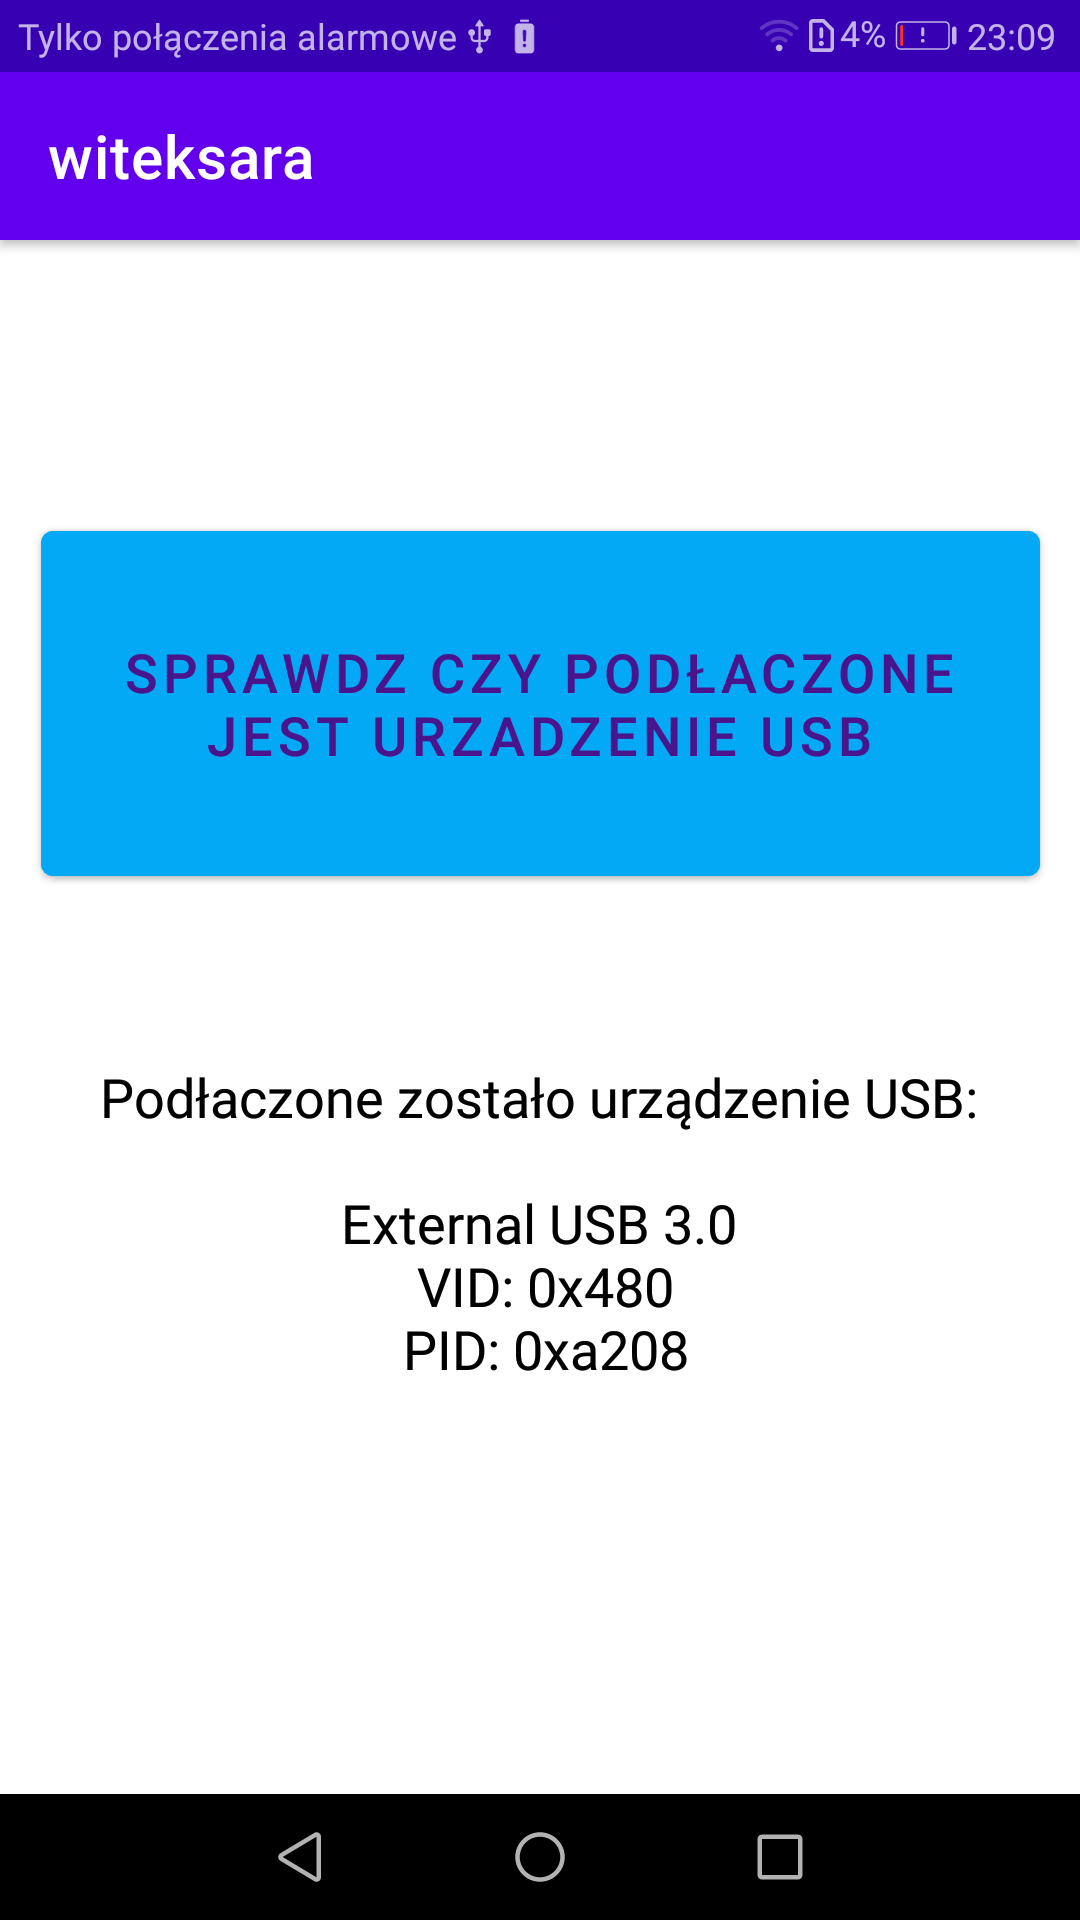 Tylko połączenia alarmowe 4% 23:09
witeksara
SPRAWDZ CZY PODŁACZONE
JEST URZADZENIE USB
Podłaczone zostało urządzenie USB:
External USB 3.0
VID: 0x480
PID: 0xa208